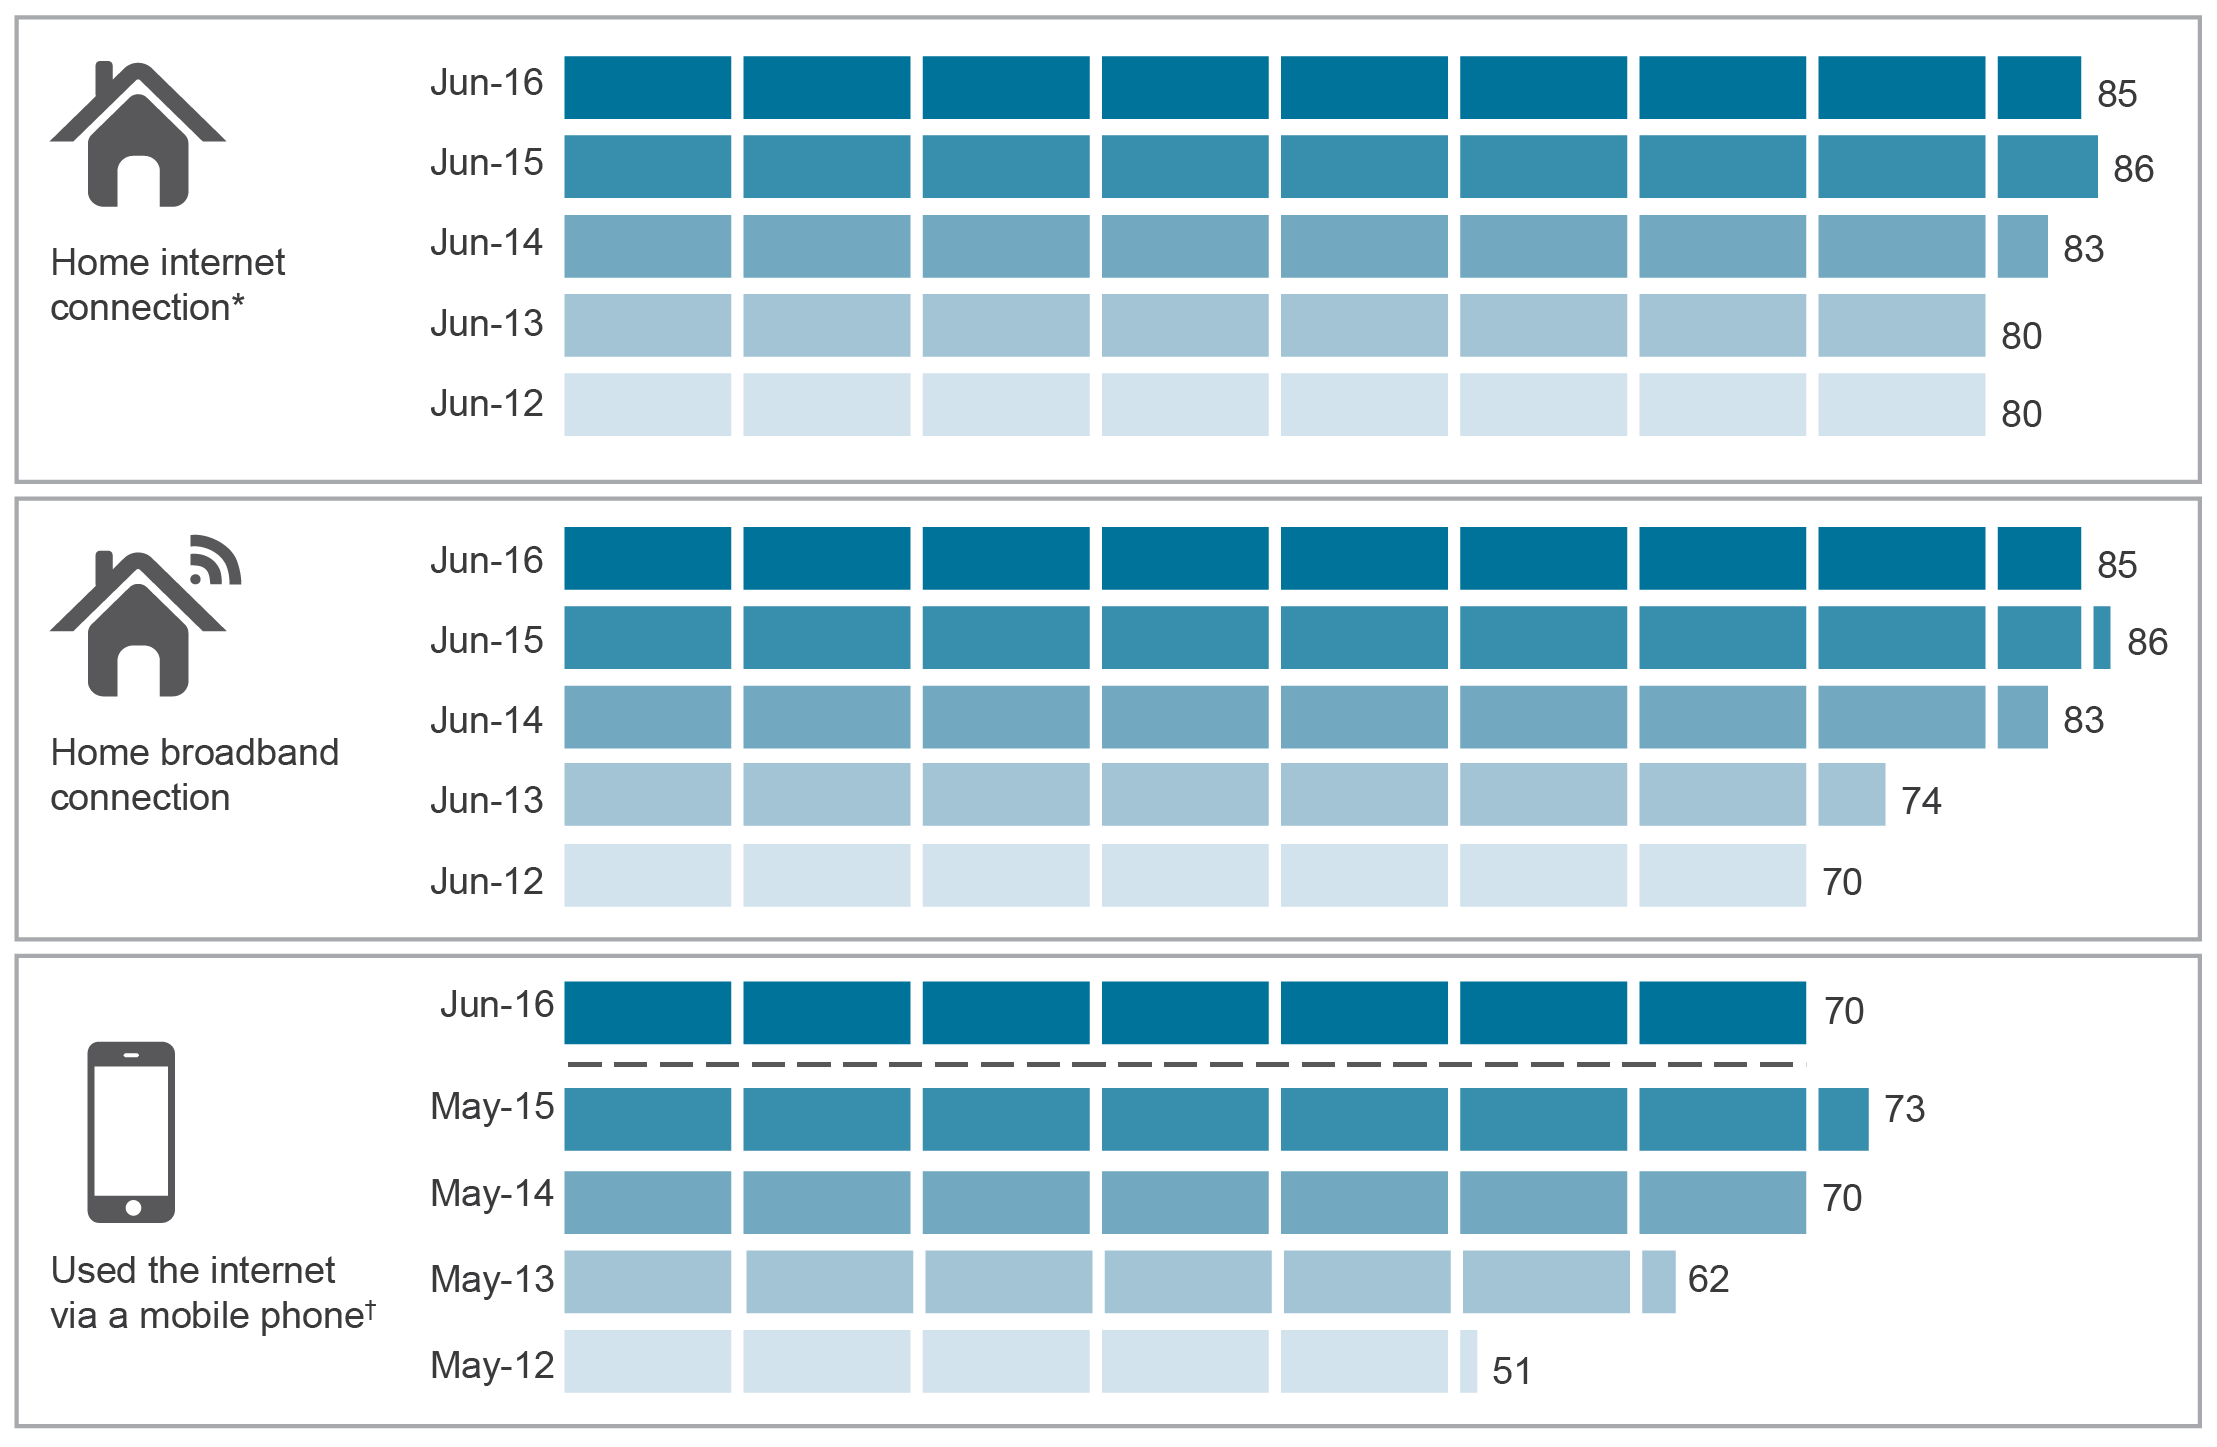 Jun-16
85
Jun-15
86
Jun-14
83
Home internet
connection*
Jun-13
80
Jun-12
80
Jun-16
85
Jun-15
86
Jun-14
83
Home broadband
connection
Jun-13
74
Jun-12
70
Jun-16
70
May-15
73
May-14
70
Used the internet
via a mobile phone†
May-13
62
May-12
51